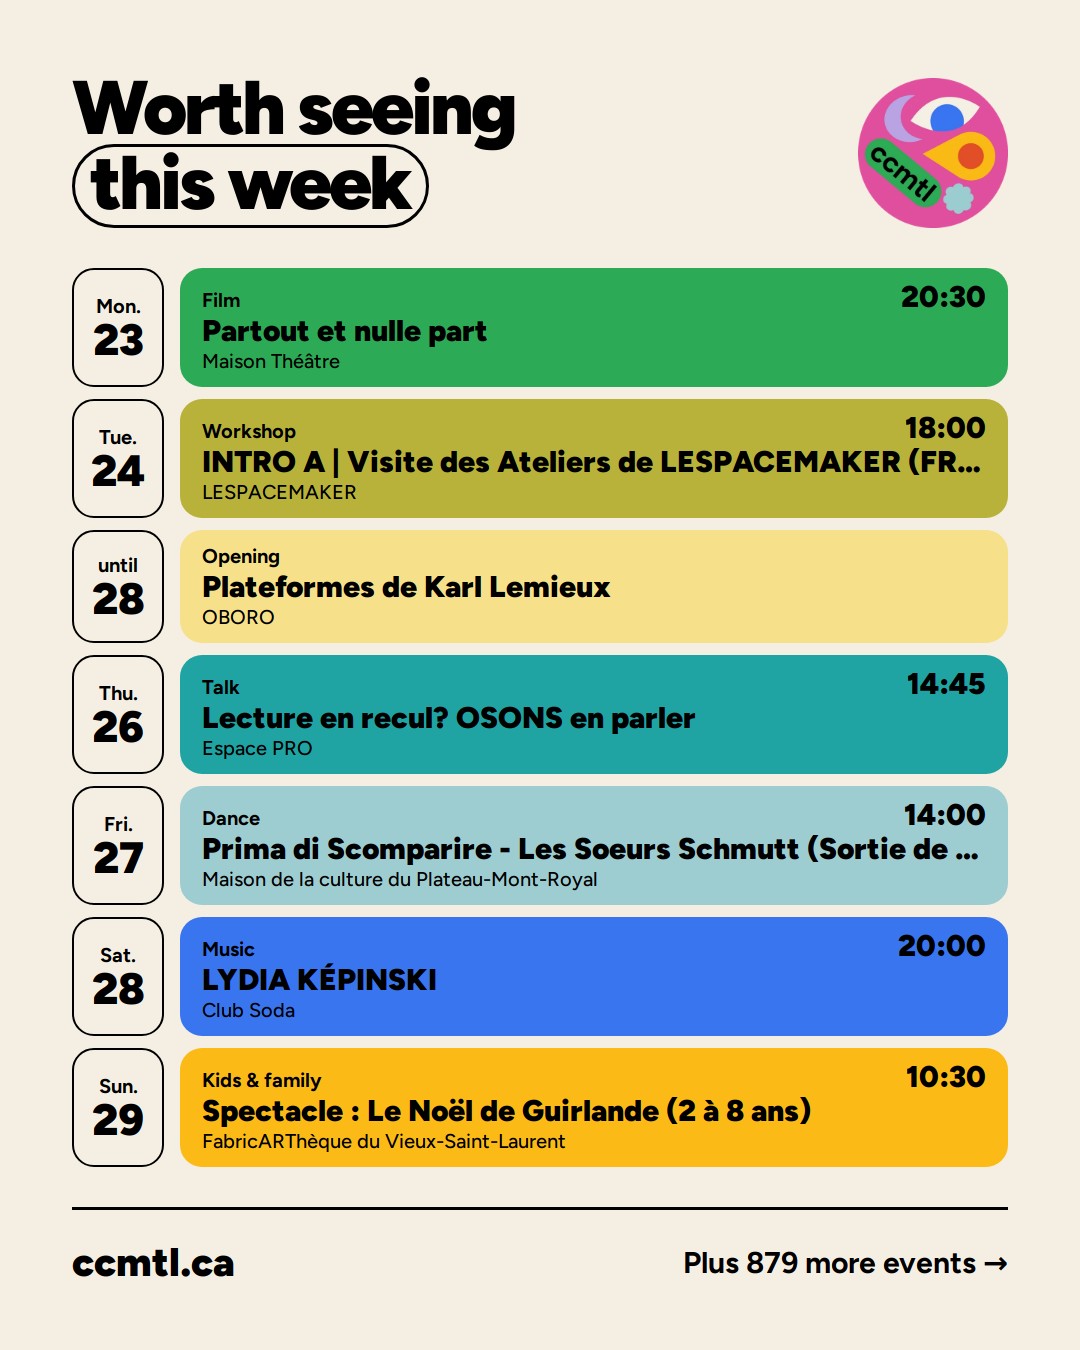 Worth seeing
this week
ccmtl
Mon.
23
Film
20:30
Partout et nulle part
Maison Théâtre
Tue.
24
Workshop
18:00
INTRO A | Visite des Ateliers de LESPACEMAKER (FR...
LESPACEMAKER
until
28
Opening
Plateformes de Karl Lemieux
OBORO
Thu.
26
Talk
14:45
Lecture en recul? OSONS en parler
Espace PRO
Fri.
27
Dance
14:00
Prima di Scomparire - Les Soeurs Schmutt (Sortie de ...
Maison de la culture du Plateau-Mont-Royal
Sat.
28
Music
20:00
LYDIA KÉPINSKI
Club Soda
Sun.
29
Kids & family
10:30
Spectacle : Le Noël de Guirlande (2 à 8 ans)
FabricARThèque du Vieux-Saint-Laurent
ccmtl.ca
Plus 879 more events →